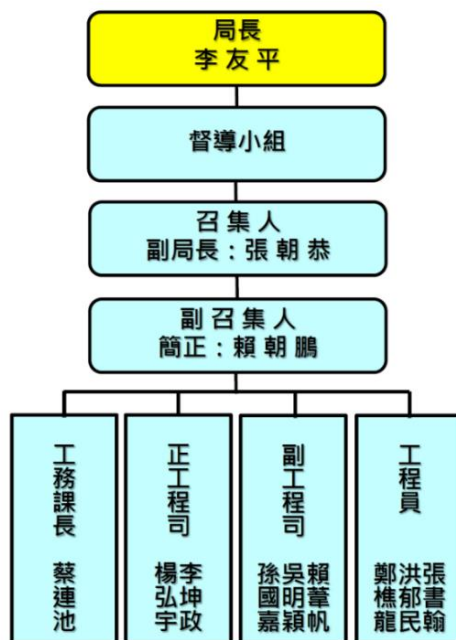 局長
李友平
督導小組
召集人
副局長：張朝恭
副召集人
簡正：賴朝鵬
工務課長
蔡連池
正工程司
李坤政
楊弘宇
副工程司
賴葦帆
吳明穎
孫國嘉
工程員
張書翰
洪郁民
鄭樵龍